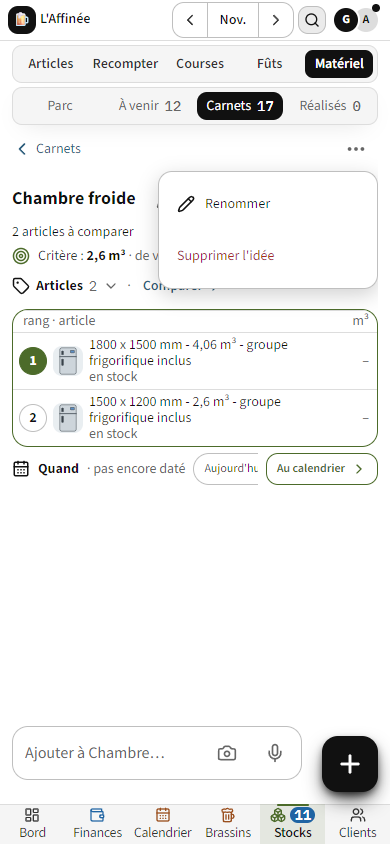 L'Affinée
Nov.
G
A
Articles
Recompter
Courses
Fûts
Matériel
Parc
À venir 12
Carnets 17
Réalisés 0
Carnets
Chambre froide
Renommer
Supprimer l'idée
2 articles à comparer
Critère : 2,6 m³ · de v
Articles 2 ·
rang · article
m³
1
1800 x 1500 mm - 4,06 m³ - groupe
frigorifique inclus
en stock
–
2
1500 x 1200 mm - 2,6 m³ - groupe
frigorifique inclus
en stock
–
Quand · pas encore daté
Aujourd'hu
Au calendrier
Ajouter à Chambre…
Bord
Finances
Calendrier
Brassins
11
Stocks
Clients